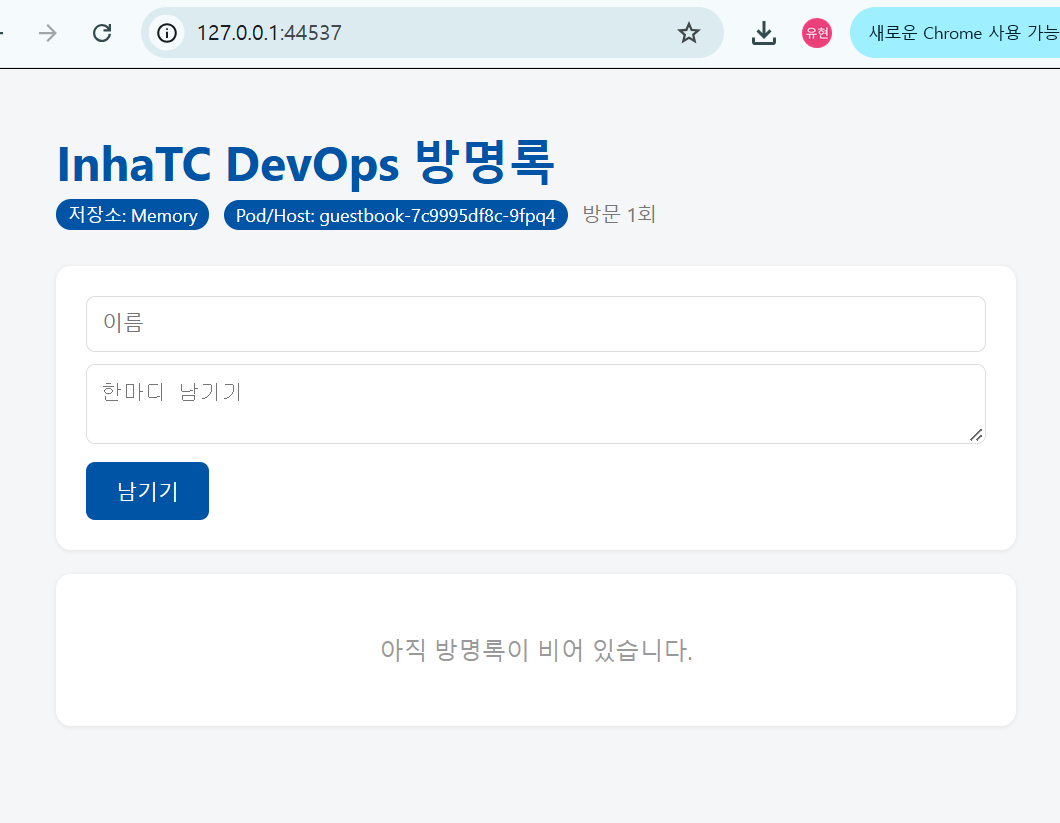 127.0.0.1:44537
유현
새로운 Chrome 사용 가능
InhaTC DevOps 방명록
저장소: Memory Pod/Host: guestbook-7c9995df8c-9fpq4 방문 1회
이름
한마디 남기기
남기기
아직 방명록이 비어 있습니다.